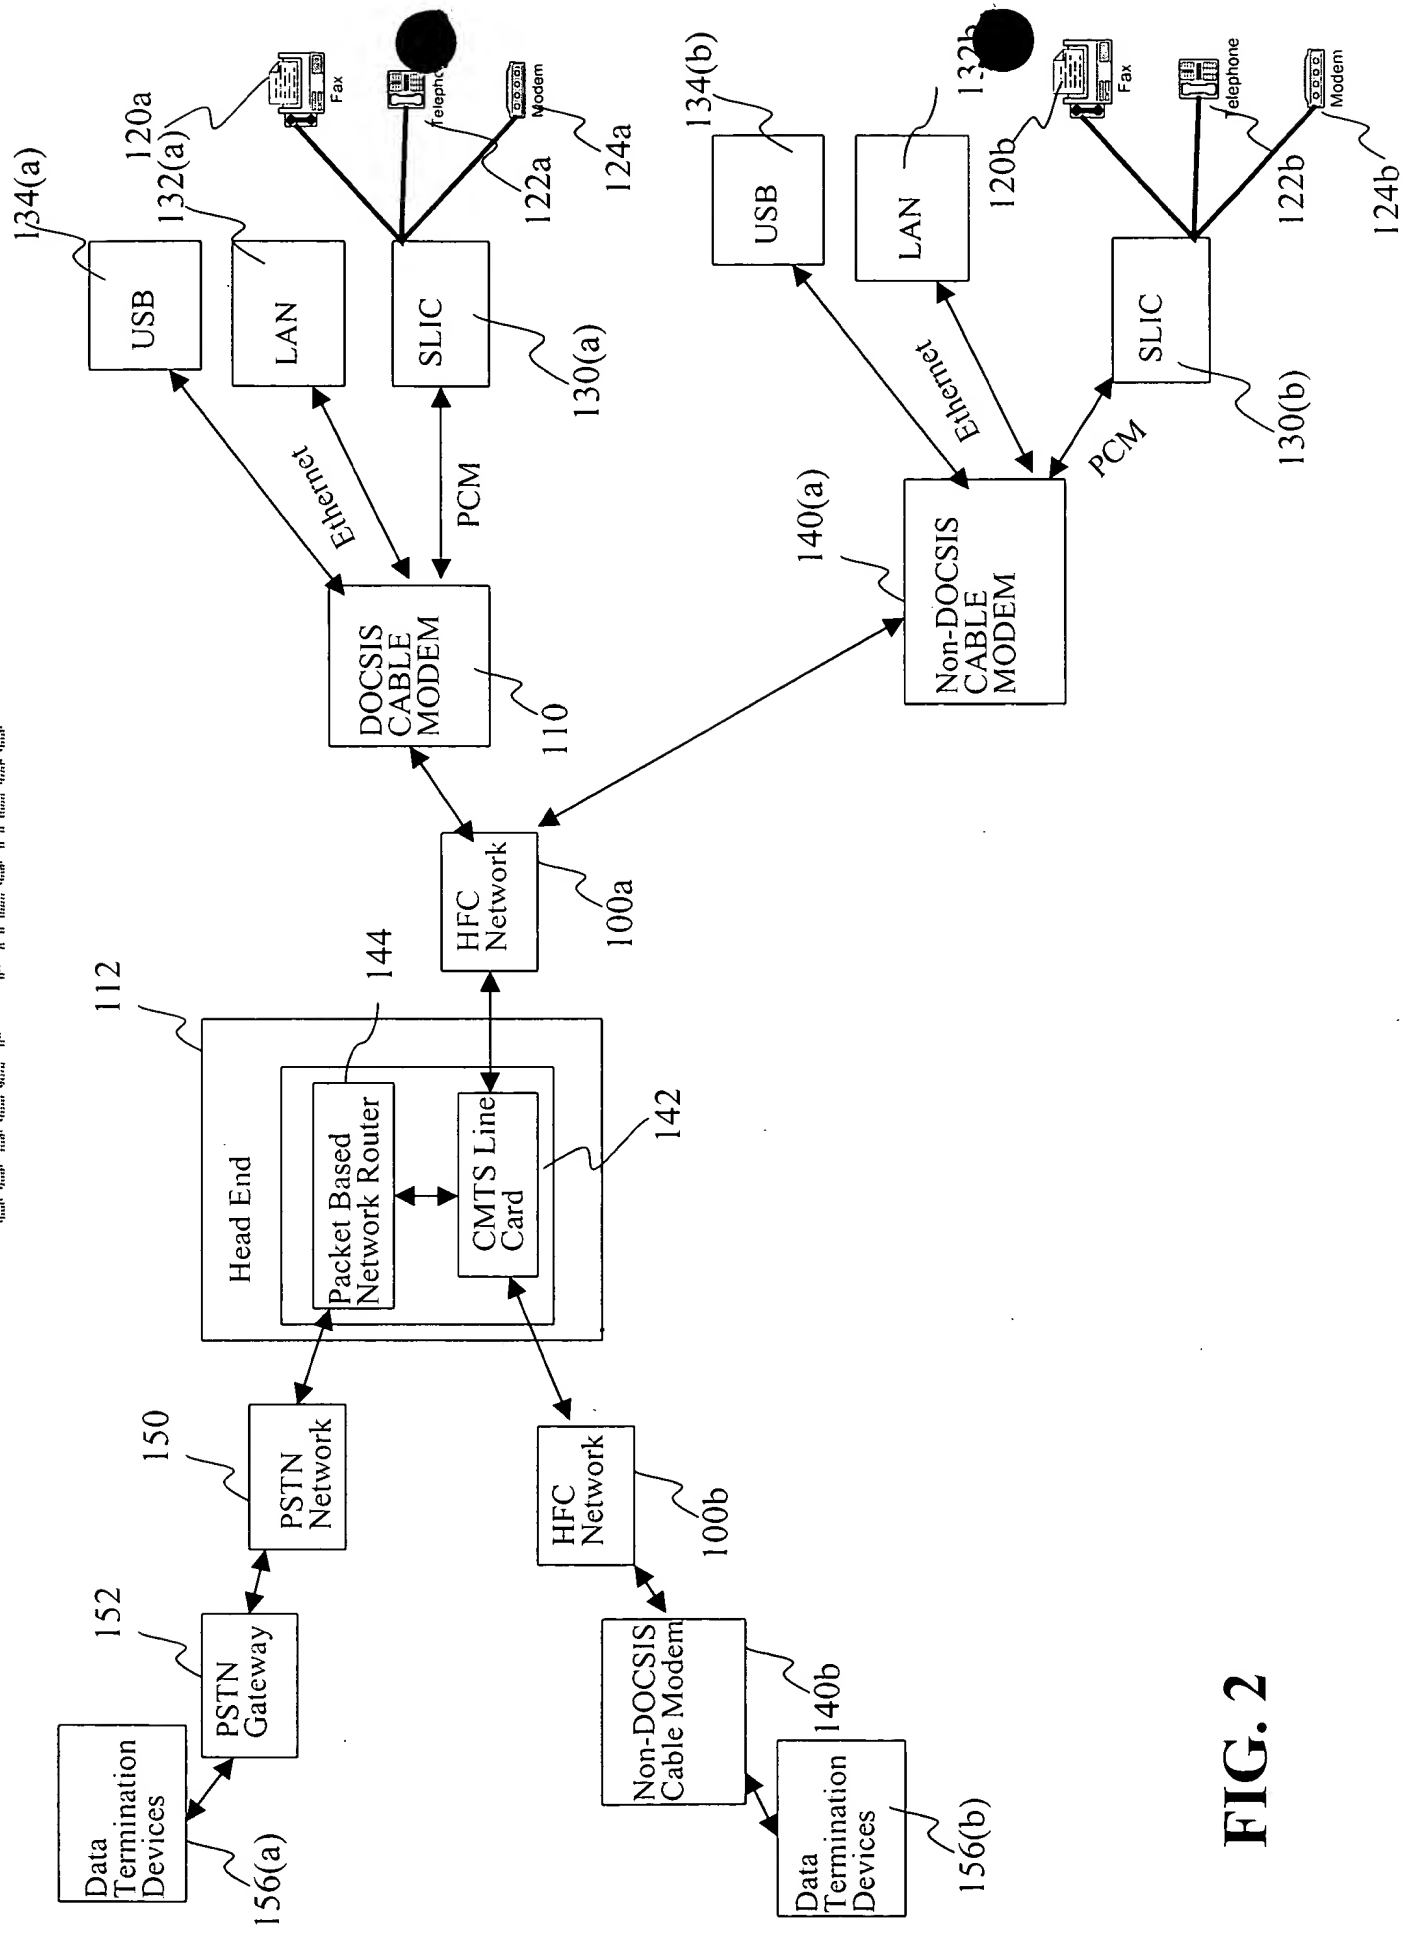 134(a)
120a
132(a)
USB
LAN
SLIC
130(a)
Fax
Modem
122a
124a
Ethernet
PCM
DOCSIS
CABLE
MODEM
110
HFC
Network
100a
112
144
Head End
Packet Based
Network Router
CMTS Line
Card
142
150
PSTN
Network
152
PSTN
Gateway
Data
Termination
Devices
156(a)
HFC
Network
100b
Non-DOCSIS
Cable Modem
140b
Data
Termination
Devices
156(b)
134(b)
132b
USB
LAN
120b
Fax
Telephone
Modem
122b
124b
SLIC
130(b)
Ethernet
PCM
140(a)
Non-DOCSIS
CABLE
MODEM
FIG. 2